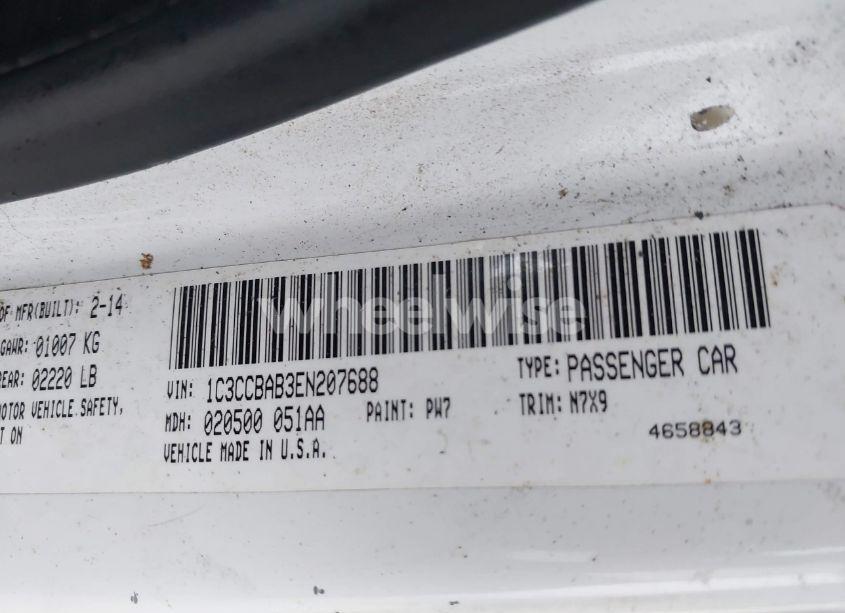 OF MFR(BUILT): 2-14
GAWR: 01007 KG
REAR: 02220 LB
MOTOR VEHICLE SAFETY,
T ON
wheelwise
VIN: 1C3CCBAB3EN207688
TYPE: PASSENGER CAR
MDH: 020500 051AA
PAINT: PW7
TRIM: N7X9
VEHICLE MADE IN U.S.A.
4658843